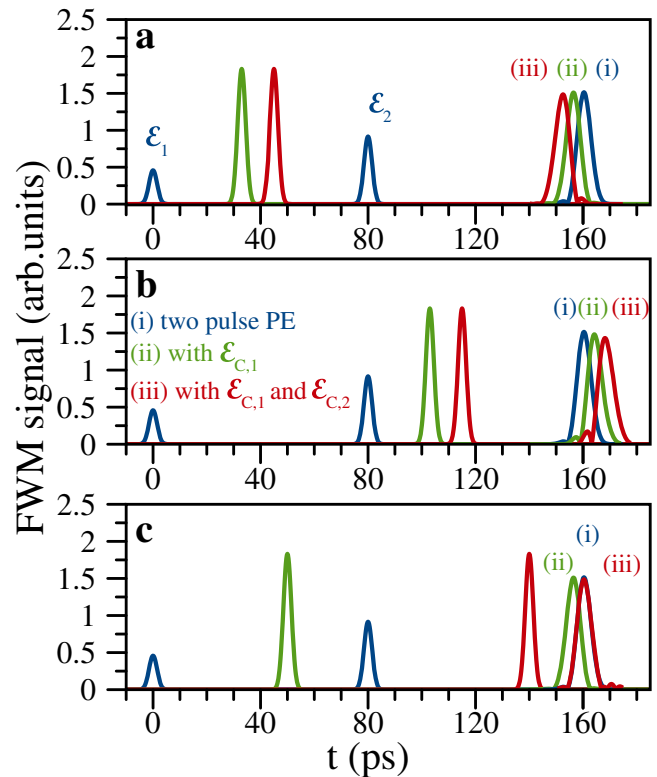 FWM signal (arb.units)
a
2.5
2
1.5
1
0.5
0
ℰ₁
ℰ₂
(iii) (ii) (i)
0 40 80 120 160
b
2.5
2
1.5
1
0.5
0
(i) two pulse PE
(ii) with ℰC,1
(iii) with ℰC,1 and ℰC,2
(i) (ii) (iii)
0 40 80 120 160
c
2.5
2
1.5
1
0.5
0
(i)
(ii) (iii)
0 40 80 120 160
t (ps)